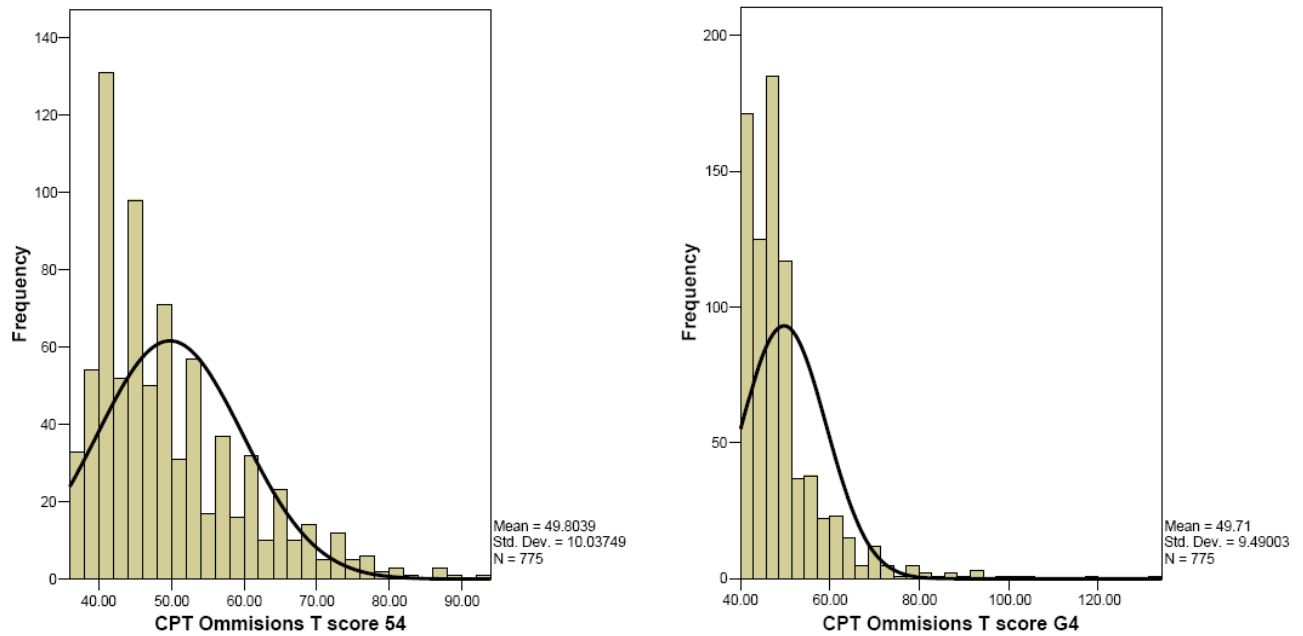 140
120
100
80
60
40
20
0
Frequency
40.00 50.00 60.00 70.00 80.00 90.00
CPT Ommisions T score 54
Mean = 49.8039
Std. Dev. = 10.03749
N = 775
200
150
100
50
0
Frequency
40.00 60.00 80.00 100.00 120.00
CPT Ommisions T score G4
Mean = 49.71
Std. Dev. = 9.49003
N = 775